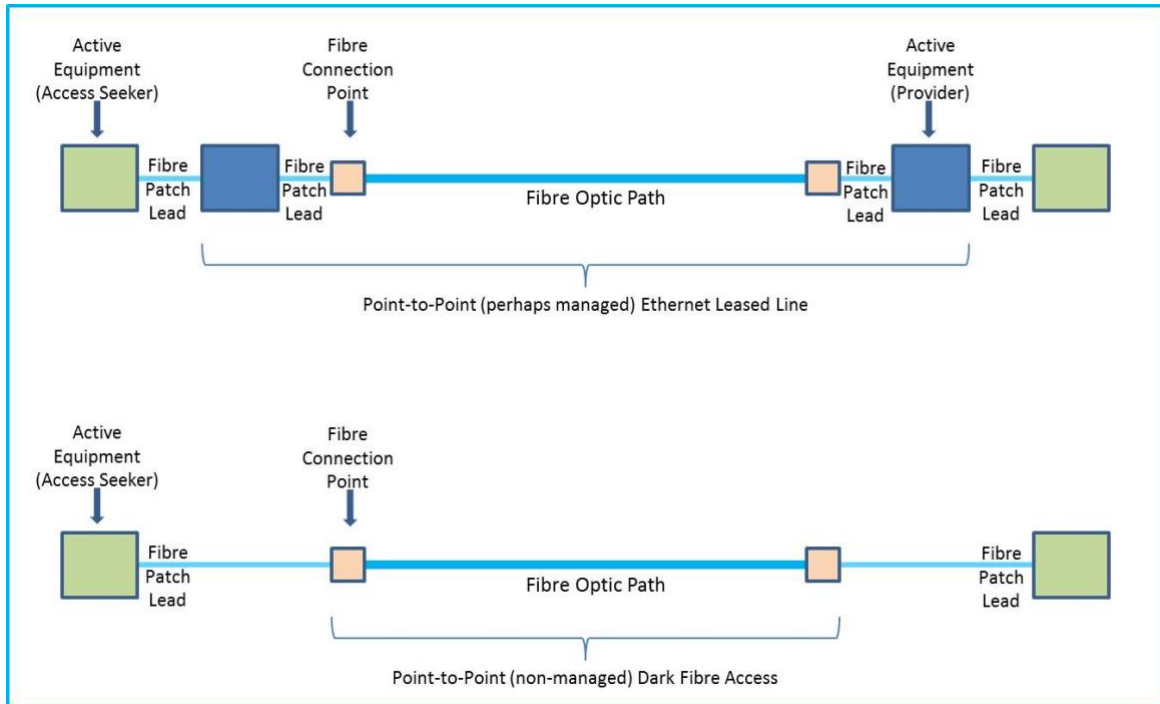 Active
Equipment
(Access Seeker)
Fibre
Connection
Point
Active
Equipment
(Provider)
Fibre
Patch
Lead
Fibre
Patch
Lead
Fibre Optic Path
Fibre
Patch
Lead
Fibre
Patch
Lead
Point-to-Point (perhaps managed) Ethernet Leased Line
Active
Equipment
(Access Seeker)
Fibre
Connection
Point
Fibre
Patch
Lead
Fibre Optic Path
Fibre
Patch
Lead
Point-to-Point (non-managed) Dark Fibre Access